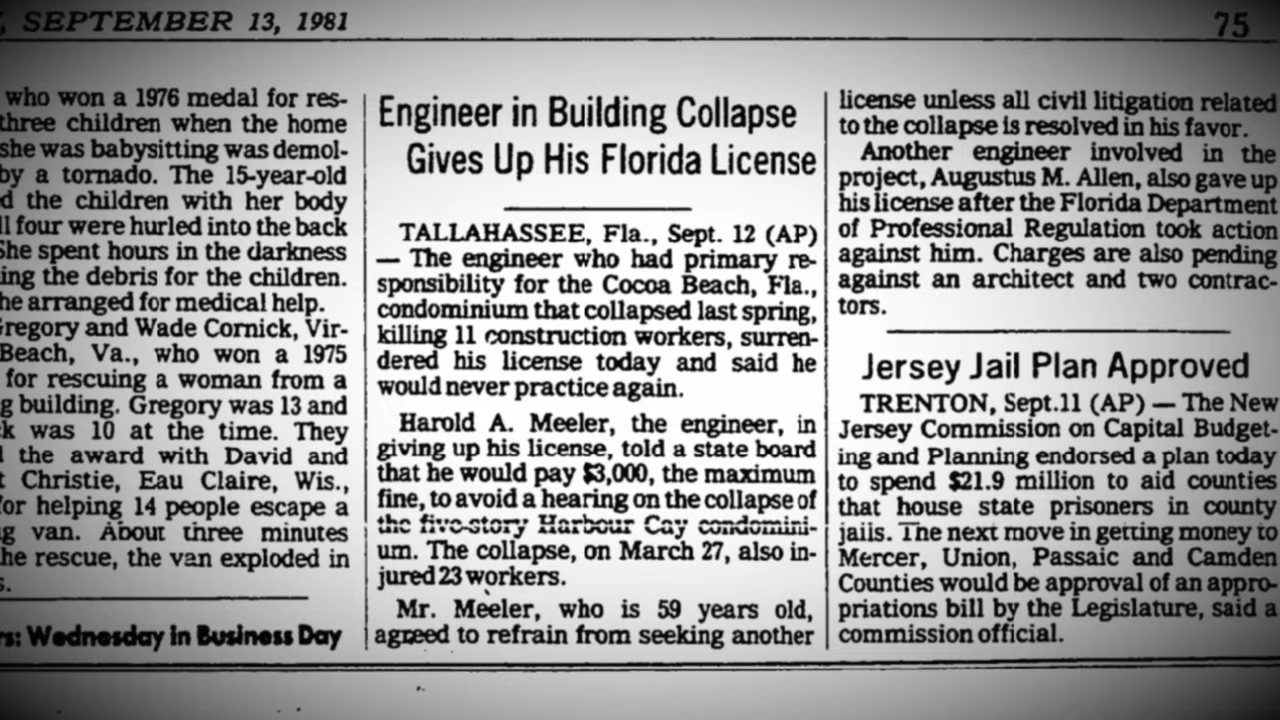 , SEPTEMBER 13, 1981
75
who won a 1976 medal for res-
three children when the home
she was babysitting was demol-
by a tornado. The 15-year-old
d the children with her body
ll four were hurled into the back
She spent hours in the darkness
ing the debris for the children.
he arranged for medical help.
Gregory and Wade Cornick, Vir-
Beach, Va., who won a 1975
for rescuing a woman from a
g building. Gregory was 13 and
k was 10 at the time. They
d the award with David and
t Christie, Eau Claire, Wis.,
for helping 14 people escape a
g van. About three minutes
he rescue, the van exploded in
s.
rs: Wednesday in Business Day
Engineer in Building Collapse
Gives Up His Florida License
TALLAHASSEE, Fla., Sept. 12 (AP)
— The engineer who had primary re-
sponsibility for the Cocoa Beach, Fla.,
condominium that collapsed last spring,
killing 11 construction workers, surren-
dered his license today and said he
would never practice again.
Harold A. Meeler, the engineer, in
giving up his license, told a state board
that he would pay $3,000, the maximum
fine, to avoid a hearing on the collapse of
the five-story Harbour Cay condomini-
um. The collapse, on March 27, also in-
jured 23 workers.
Mr. Meeler, who is 59 years old,
agreed to refrain from seeking another
license unless all civil litigation related
to the collapse is resolved in his favor.
Another engineer involved in the
project, Augustus M. Allen, also gave up
his license after the Florida Department
of Professional Regulation took action
against him. Charges are also pending
against an architect and two contrac-
tors.
Jersey Jail Plan Approved
TRENTON, Sept.11 (AP) — The New
Jersey Commission on Capital Budget-
ing and Planning endorsed a plan today
to spend $21.9 million to aid counties
that house state prisoners in county
jails. The next move in getting money to
Mercer, Union, Passaic and Camden
Counties would be approval of an appro-
priations bill by the Legislature, said a
commission official.